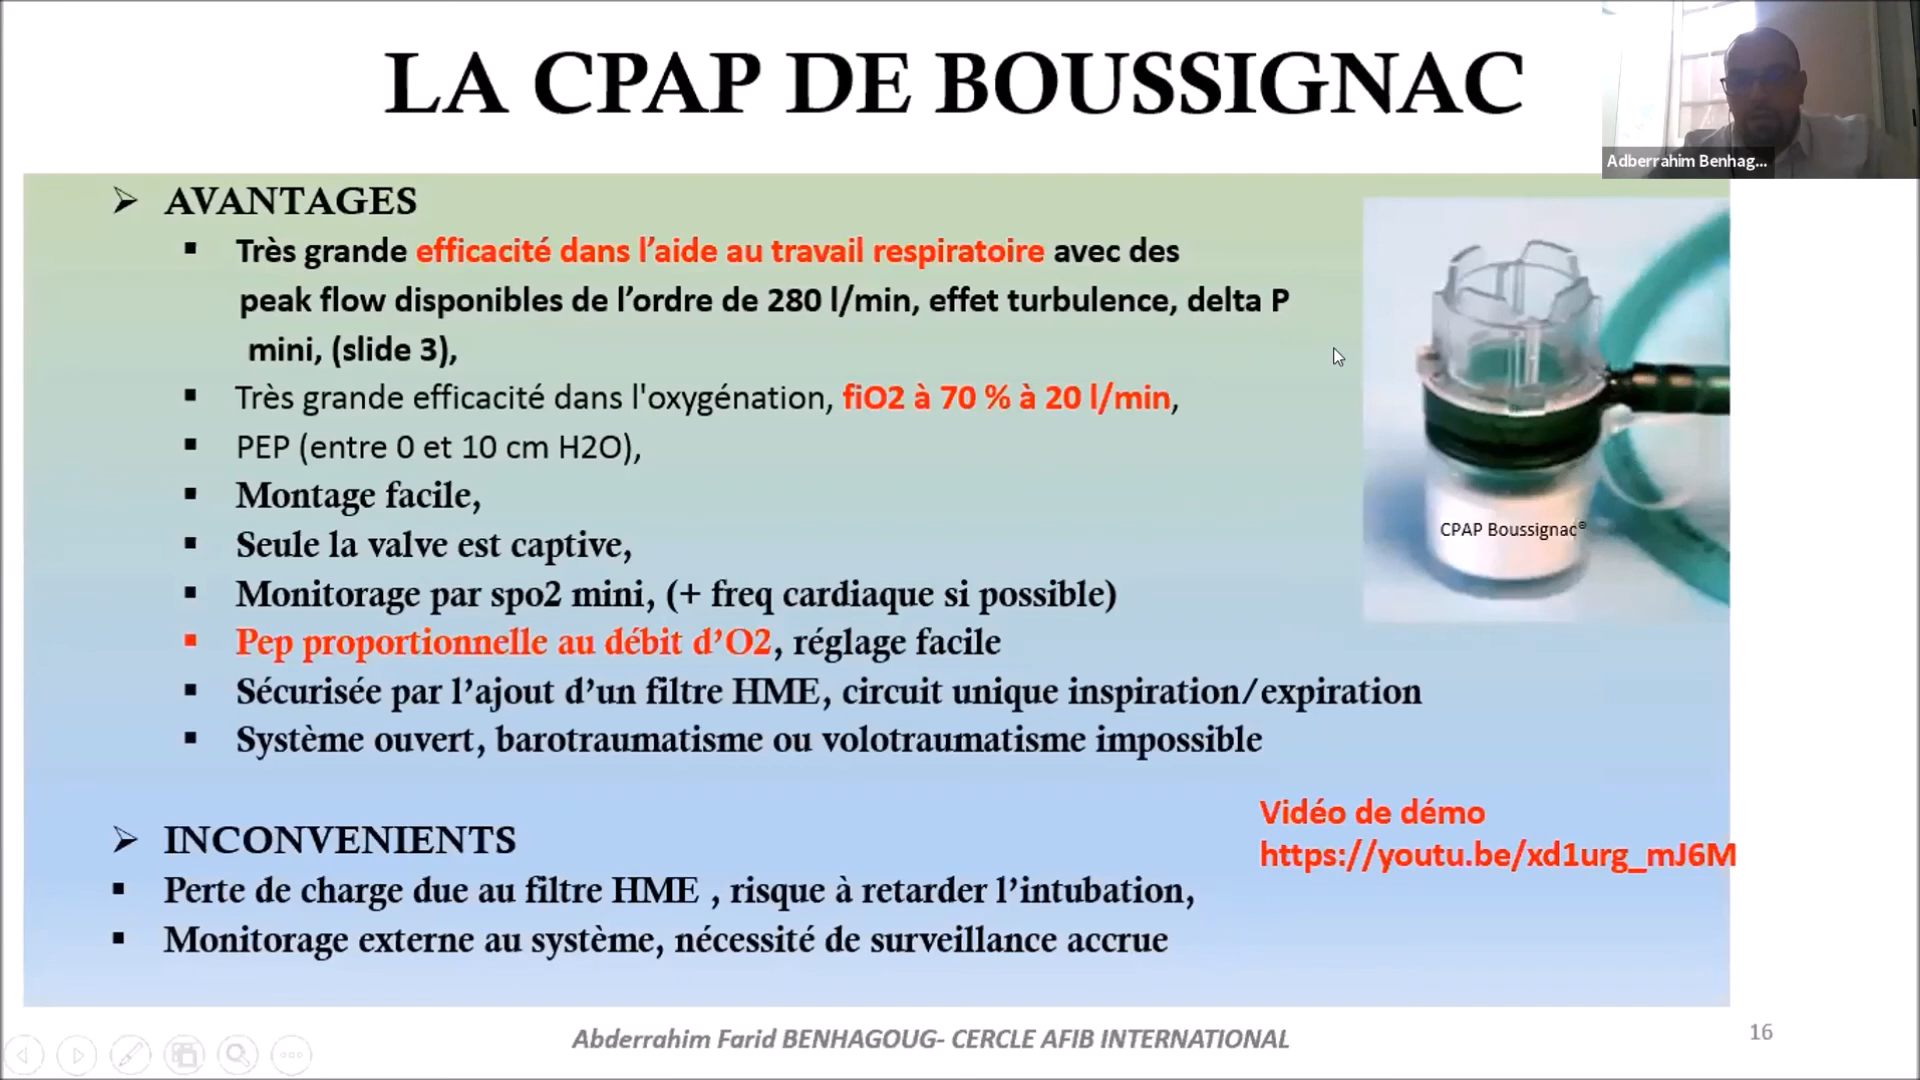 LA CPAP DE BOUSSIGNAC
Adberrahim Benhag...
AVANTAGES
Très grande efficacité dans l’aide au travail respiratoire avec des
peak flow disponibles de l’ordre de 280 l/min, effet turbulence, delta P
mini, (slide 3),
Très grande efficacité dans l'oxygénation, fiO2 à 70 % à 20 l/min,
PEP (entre 0 et 10 cm H2O),
Montage facile,
Seule la valve est captive,
Monitorage par spo2 mini, (+ freq cardiaque si possible)
Pep proportionnelle au débit d’O2, réglage facile
Sécurisée par l’ajout d’un filtre HME, circuit unique inspiration/expiration
Système ouvert, barotraumatisme ou volotraumatisme impossible
CPAP Boussignac®
Vidéo de démo
https://youtu.be/xd1urg_mJ6M
INCONVENIENTS
Perte de charge due au filtre HME , risque à retarder l’intubation,
Monitorage externe au système, nécessité de surveillance accrue
Abderrahim Farid BENHAGOUG- CERCLE AFIB INTERNATIONAL
16